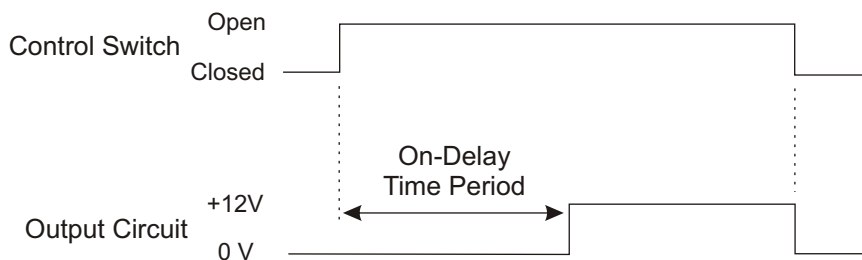 Open
Control Switch
Closed
On-Delay
Time Period
+12V
Output Circuit
0 V